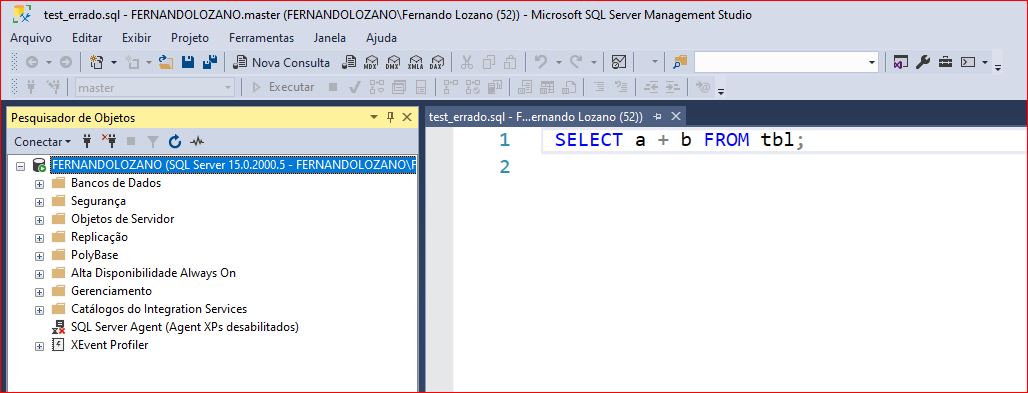 test_errado.sql - FERNANDOLOZANO.master (FERNANDOLOZANO\Fernando Lozano (52)) - Microsoft SQL Server Management Studio
Arquivo Editar Exibir Projeto Ferramentas Janela Ajuda
Nova Consulta MDX DMX XMLA DAX
master Executar
Pesquisador de Objetos
Conectar
FERNANDOLOZANO (SQL Server 15.0.2000.5 - FERNANDOLOZANO\F
Bancos de Dados
Segurança
Objetos de Servidor
Replicação
PolyBase
Alta Disponibilidade Always On
Gerenciamento
Catálogos do Integration Services
SQL Server Agent (Agent XPs desabilitados)
XEvent Profiler
test_errado.sql - F...ernando Lozano (52))
1 SELECT a + b FROM tbl;
2